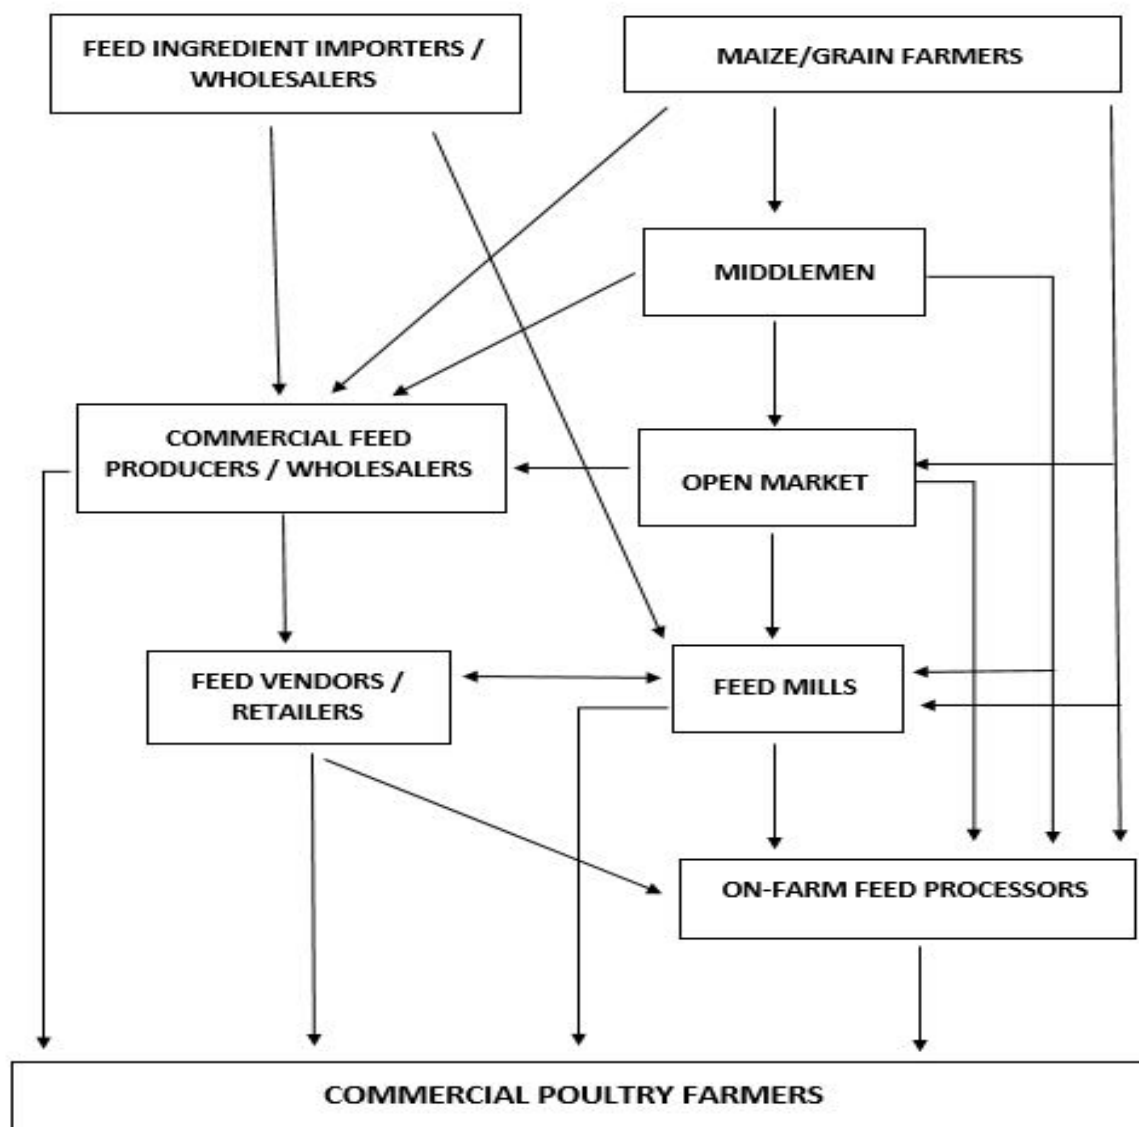 FEED INGREDIENT IMPORTERS /
WHOLESALERS
MAIZE/GRAIN FARMERS
MIDDLEMEN
COMMERCIAL FEED
PRODUCERS / WHOLESALERS
OPEN MARKET
FEED VENDORS /
RETAILERS
FEED MILLS
ON-FARM FEED PROCESSORS
COMMERCIAL POULTRY FARMERS